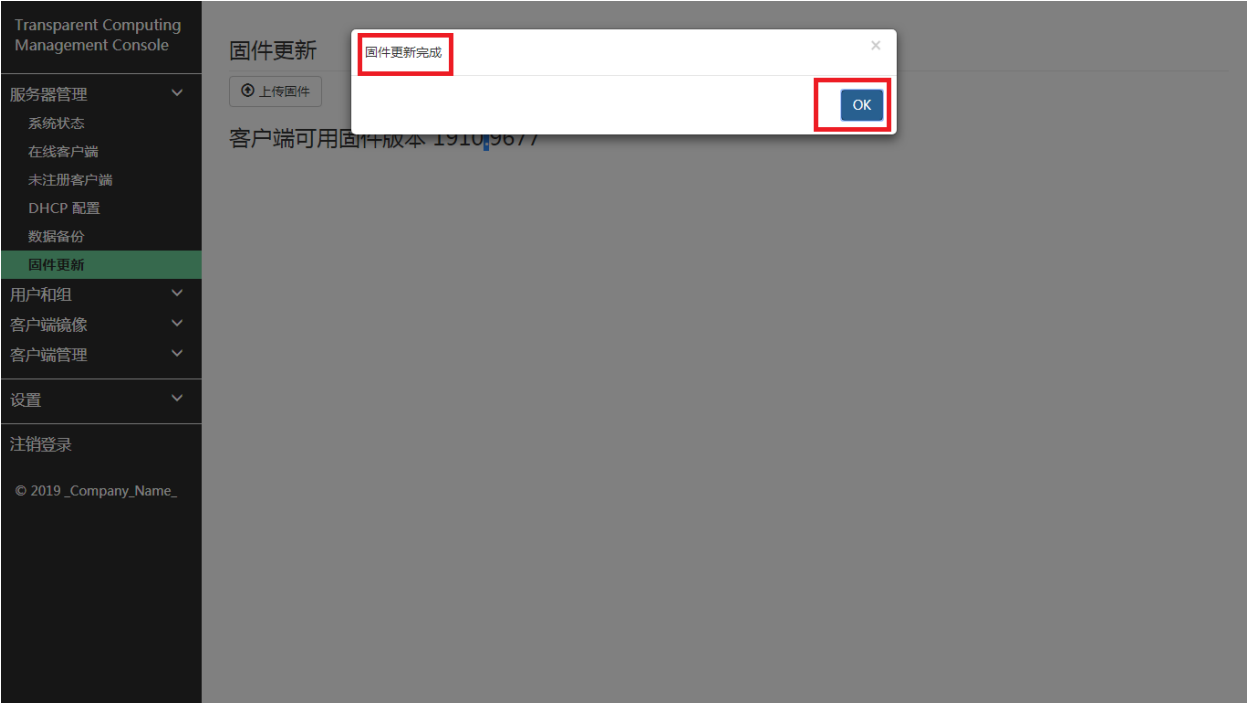 Transparent Computing
Management Console
服务器管理
系统状态
在线客户端
未注册客户端
DHCP 配置
数据备份
固件更新
用户和组
客户端镜像
客户端管理
设置
注销登录
© 2019 _Company_Name_
固件更新
上传固件
客户端可用固件版本 1910.9677
固件更新完成
×
OK